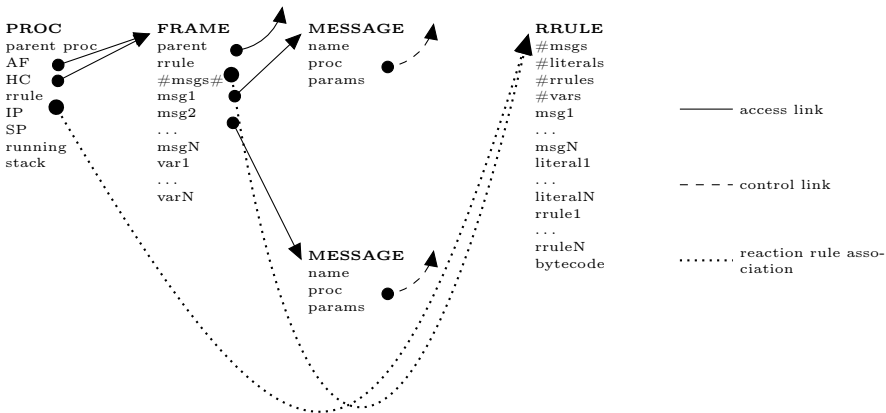 PROC
parent proc
AF
HC
rrule
IP
SP
running
stack
FRAME
parent
rrule
#msgs#
msg1
msg2
...
msgN
var1
...
varN
MESSAGE
name
proc
params
MESSAGE
name
proc
params
RRULE
#msgs
#literals
#rrules
#vars
msg1
...
msgN
literal1
...
literalN
rrule1
...
rruleN
bytecode
access link
control link
reaction rule asso-
ciation